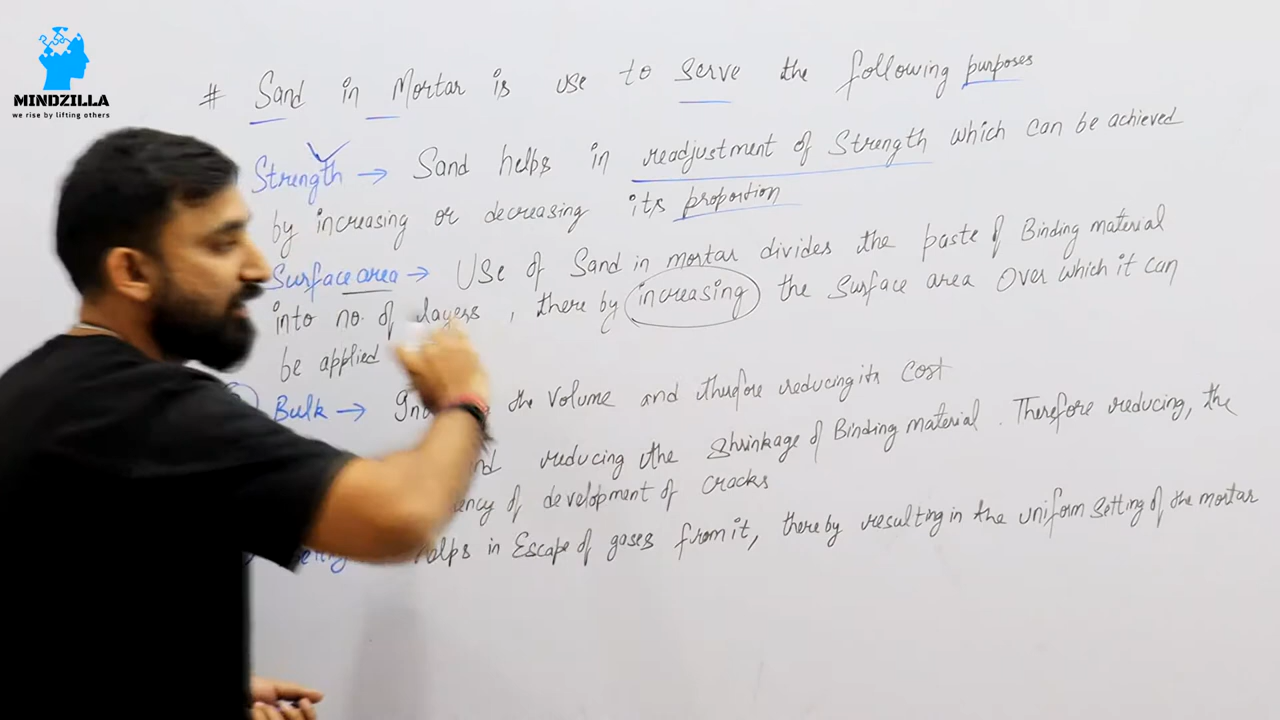 MINDZILLA
we rise by lifting others
# Sand in Mortar is use to serve the following purposes
Strength → Sand helps in readjustment of Strength which can be achieved
by increasing or decreasing its proportion
Surface area → Use of Sand in mortar divides the paste of Binding material
into no. of layers, there by increasing the surface area over which it can
be applied
Bulk → the volume and therefore reducing its cost
reducing the shrinkage of Binding material. Therefore reducing, the
of development of cracks
helps in Escape of gases from it, thereby resulting in the uniform setting of the mortar